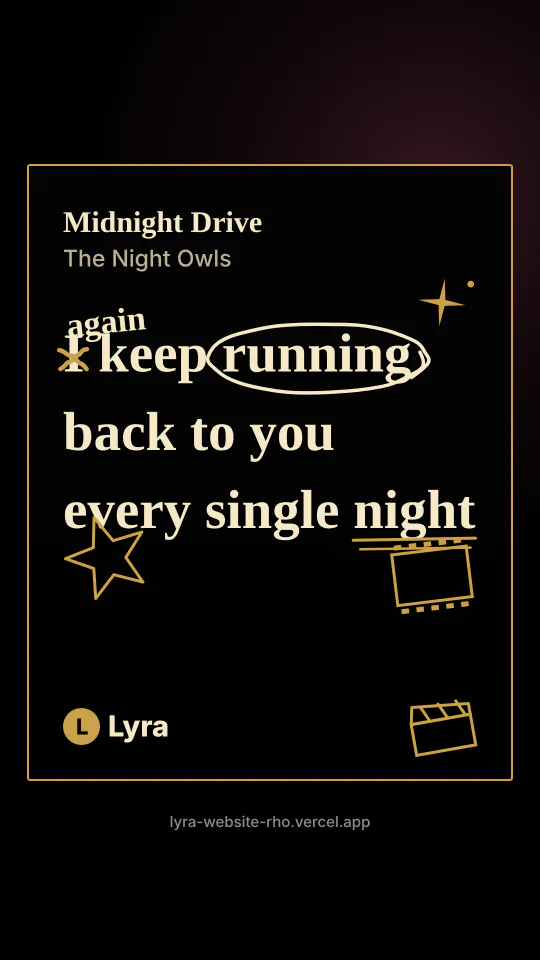 Midnight Drive
The Night Owls
again
I keep running
back to you
every single night
L Lyra
lyra-website-rho.vercel.app